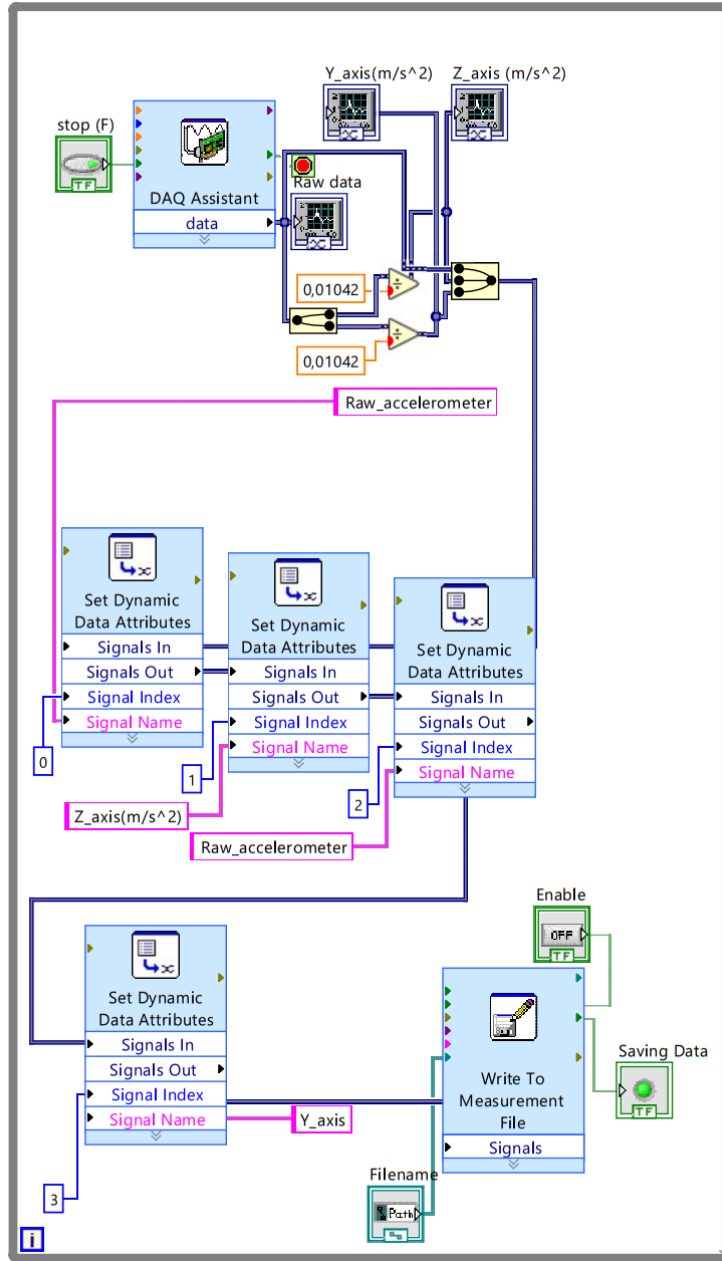 Y_axis(m/s^2)
Z_axis (m/s^2)
stop (F)
TF
DAQ Assistant
data
Raw data
0,01042
÷
0,01042
÷
Raw_accelerometer
Set Dynamic
Data Attributes
Signals In
Signals Out
Signal Index
Signal Name
0
Set Dynamic
Data Attributes
Signals In
Signals Out
Signal Index
Signal Name
1
Z_axis(m/s^2)
Set Dynamic
Data Attributes
Signals In
Signals Out
Signal Index
Signal Name
2
Raw_accelerometer
Set Dynamic
Data Attributes
Signals In
Signals Out
Signal Index
Signal Name
3
Y_axis
Enable
OFF
TF
Write To
Measurement
File
Signals
Saving Data
TF
Filename
Path
i